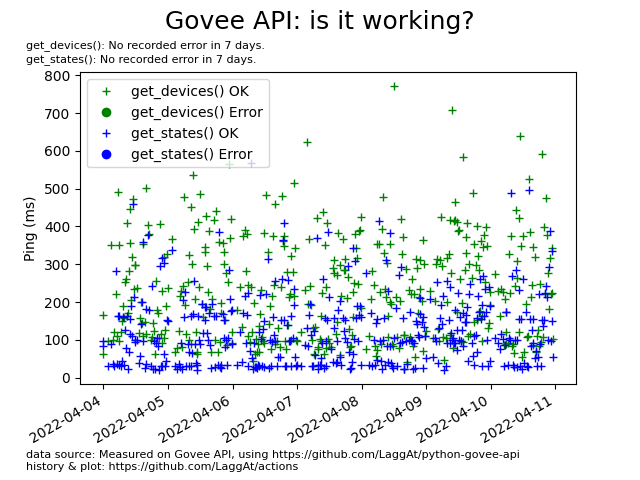 Govee API: is it working?
get_devices(): No recorded error in 7 days.
get_states(): No recorded error in 7 days.
get_devices() OK
get_devices() Error
get_states() OK
get_states() Error
Ping (ms)
800
700
600
500
400
300
200
100
0
2022-04-04
2022-04-05
2022-04-06
2022-04-07
2022-04-08
2022-04-09
2022-04-10
2022-04-11
data source: Measured on Govee API, using https://github.com/LaggAt/python-govee-api
history & plot: https://github.com/LaggAt/actions